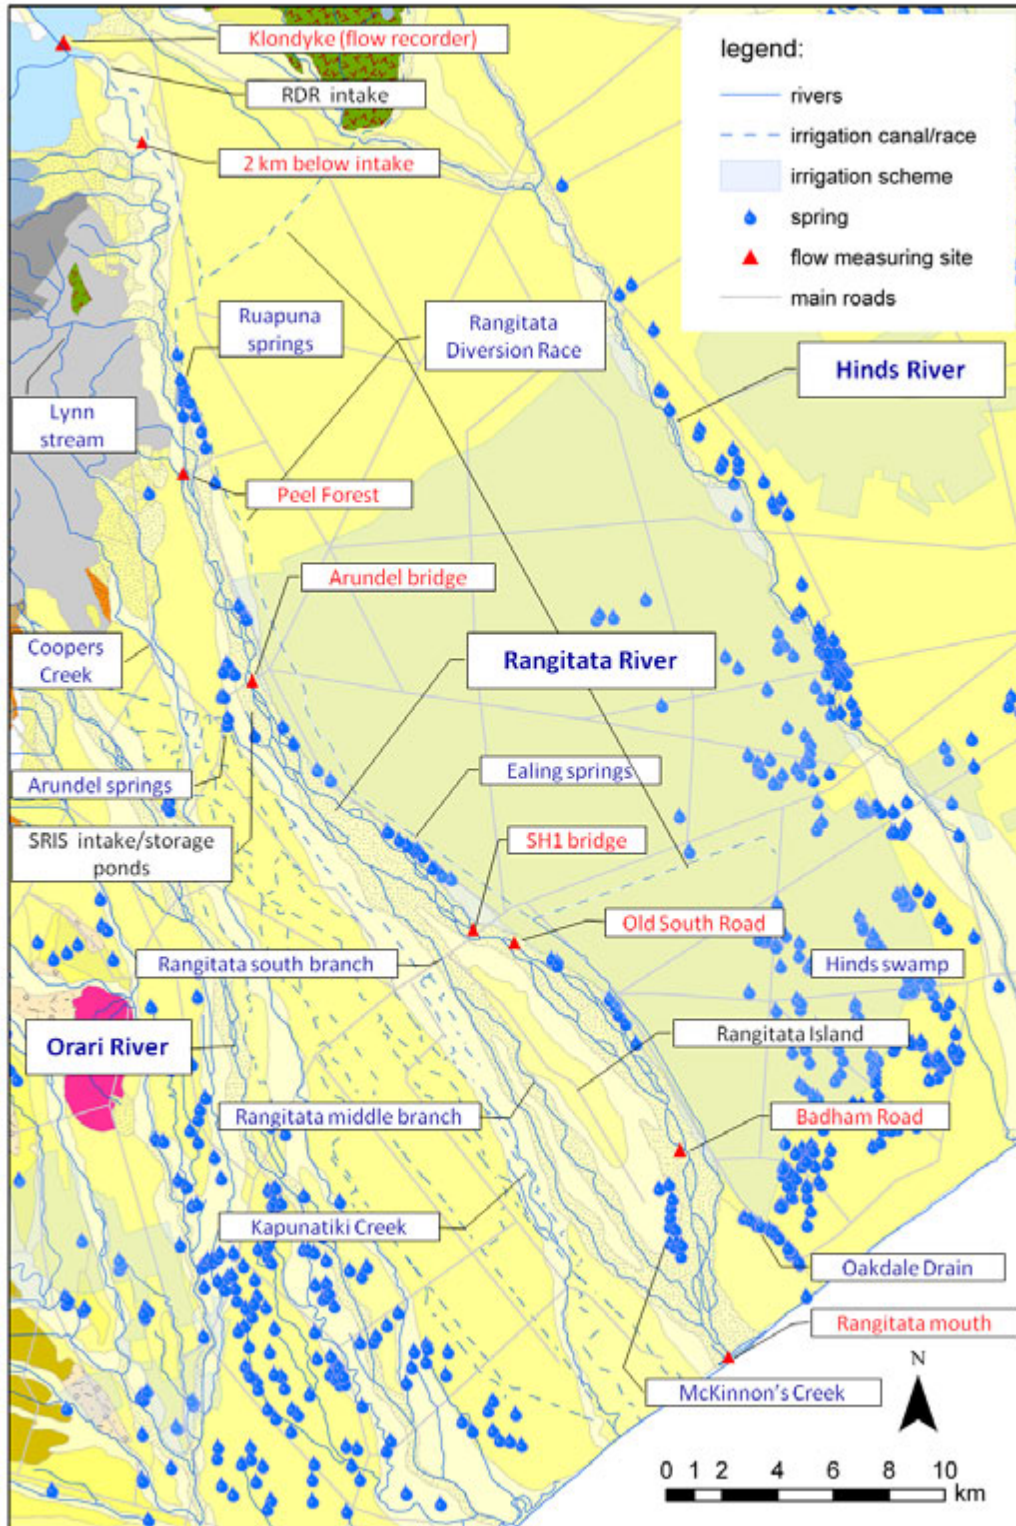 Klondyke (flow recorder)
RDR intake
2 km below intake
legend:
rivers
irrigation canal/race
irrigation scheme
spring
flow measuring site
main roads
Ruapuna
springs
Rangitata
Diversion Race
Hinds River
Lynn
stream
Peel Forest
Arundel bridge
Coopers
Creek
Rangitata River
Arundel springs
Ealing springs
SRIS intake/storage
ponds
SH1 bridge
Old South Road
Rangitata south branch
Hinds swamp
Orari River
Rangitata Island
Rangitata middle branch
Badham Road
Kapunatiki Creek
Oakdale Drain
Rangitata mouth
McKinnon's Creek
N
0 1 2 4 6 8 10
km